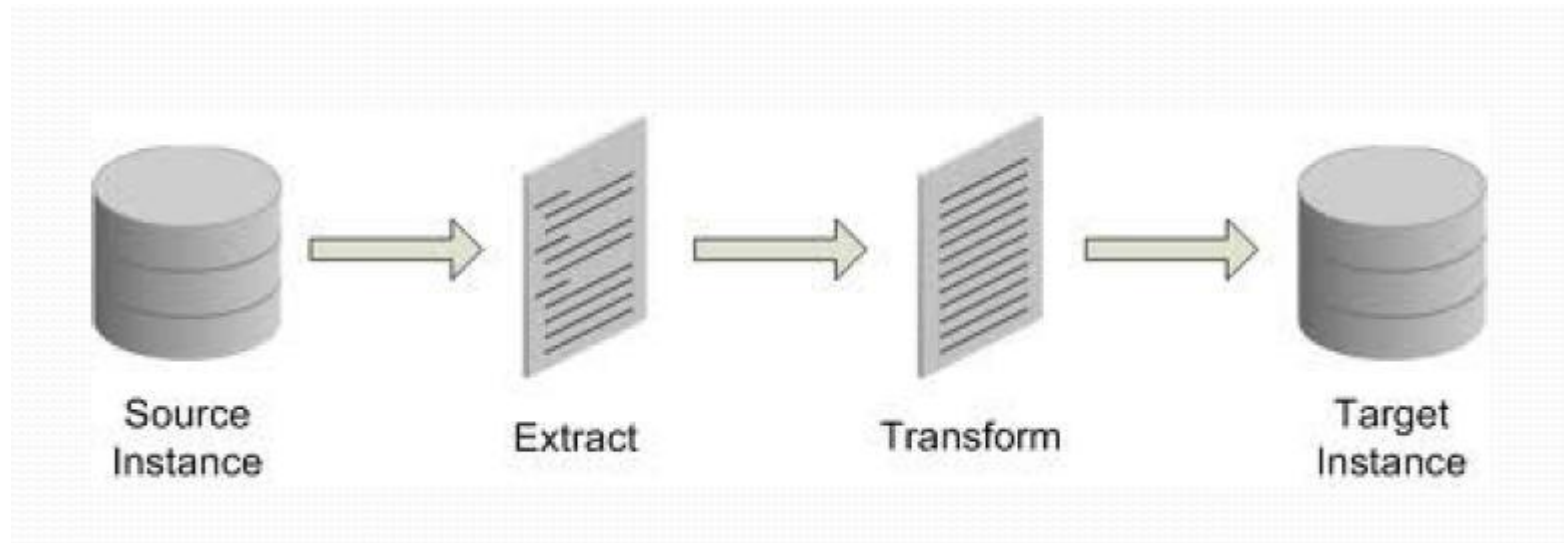 Source
Instance
Extract
Transform
Target
Instance